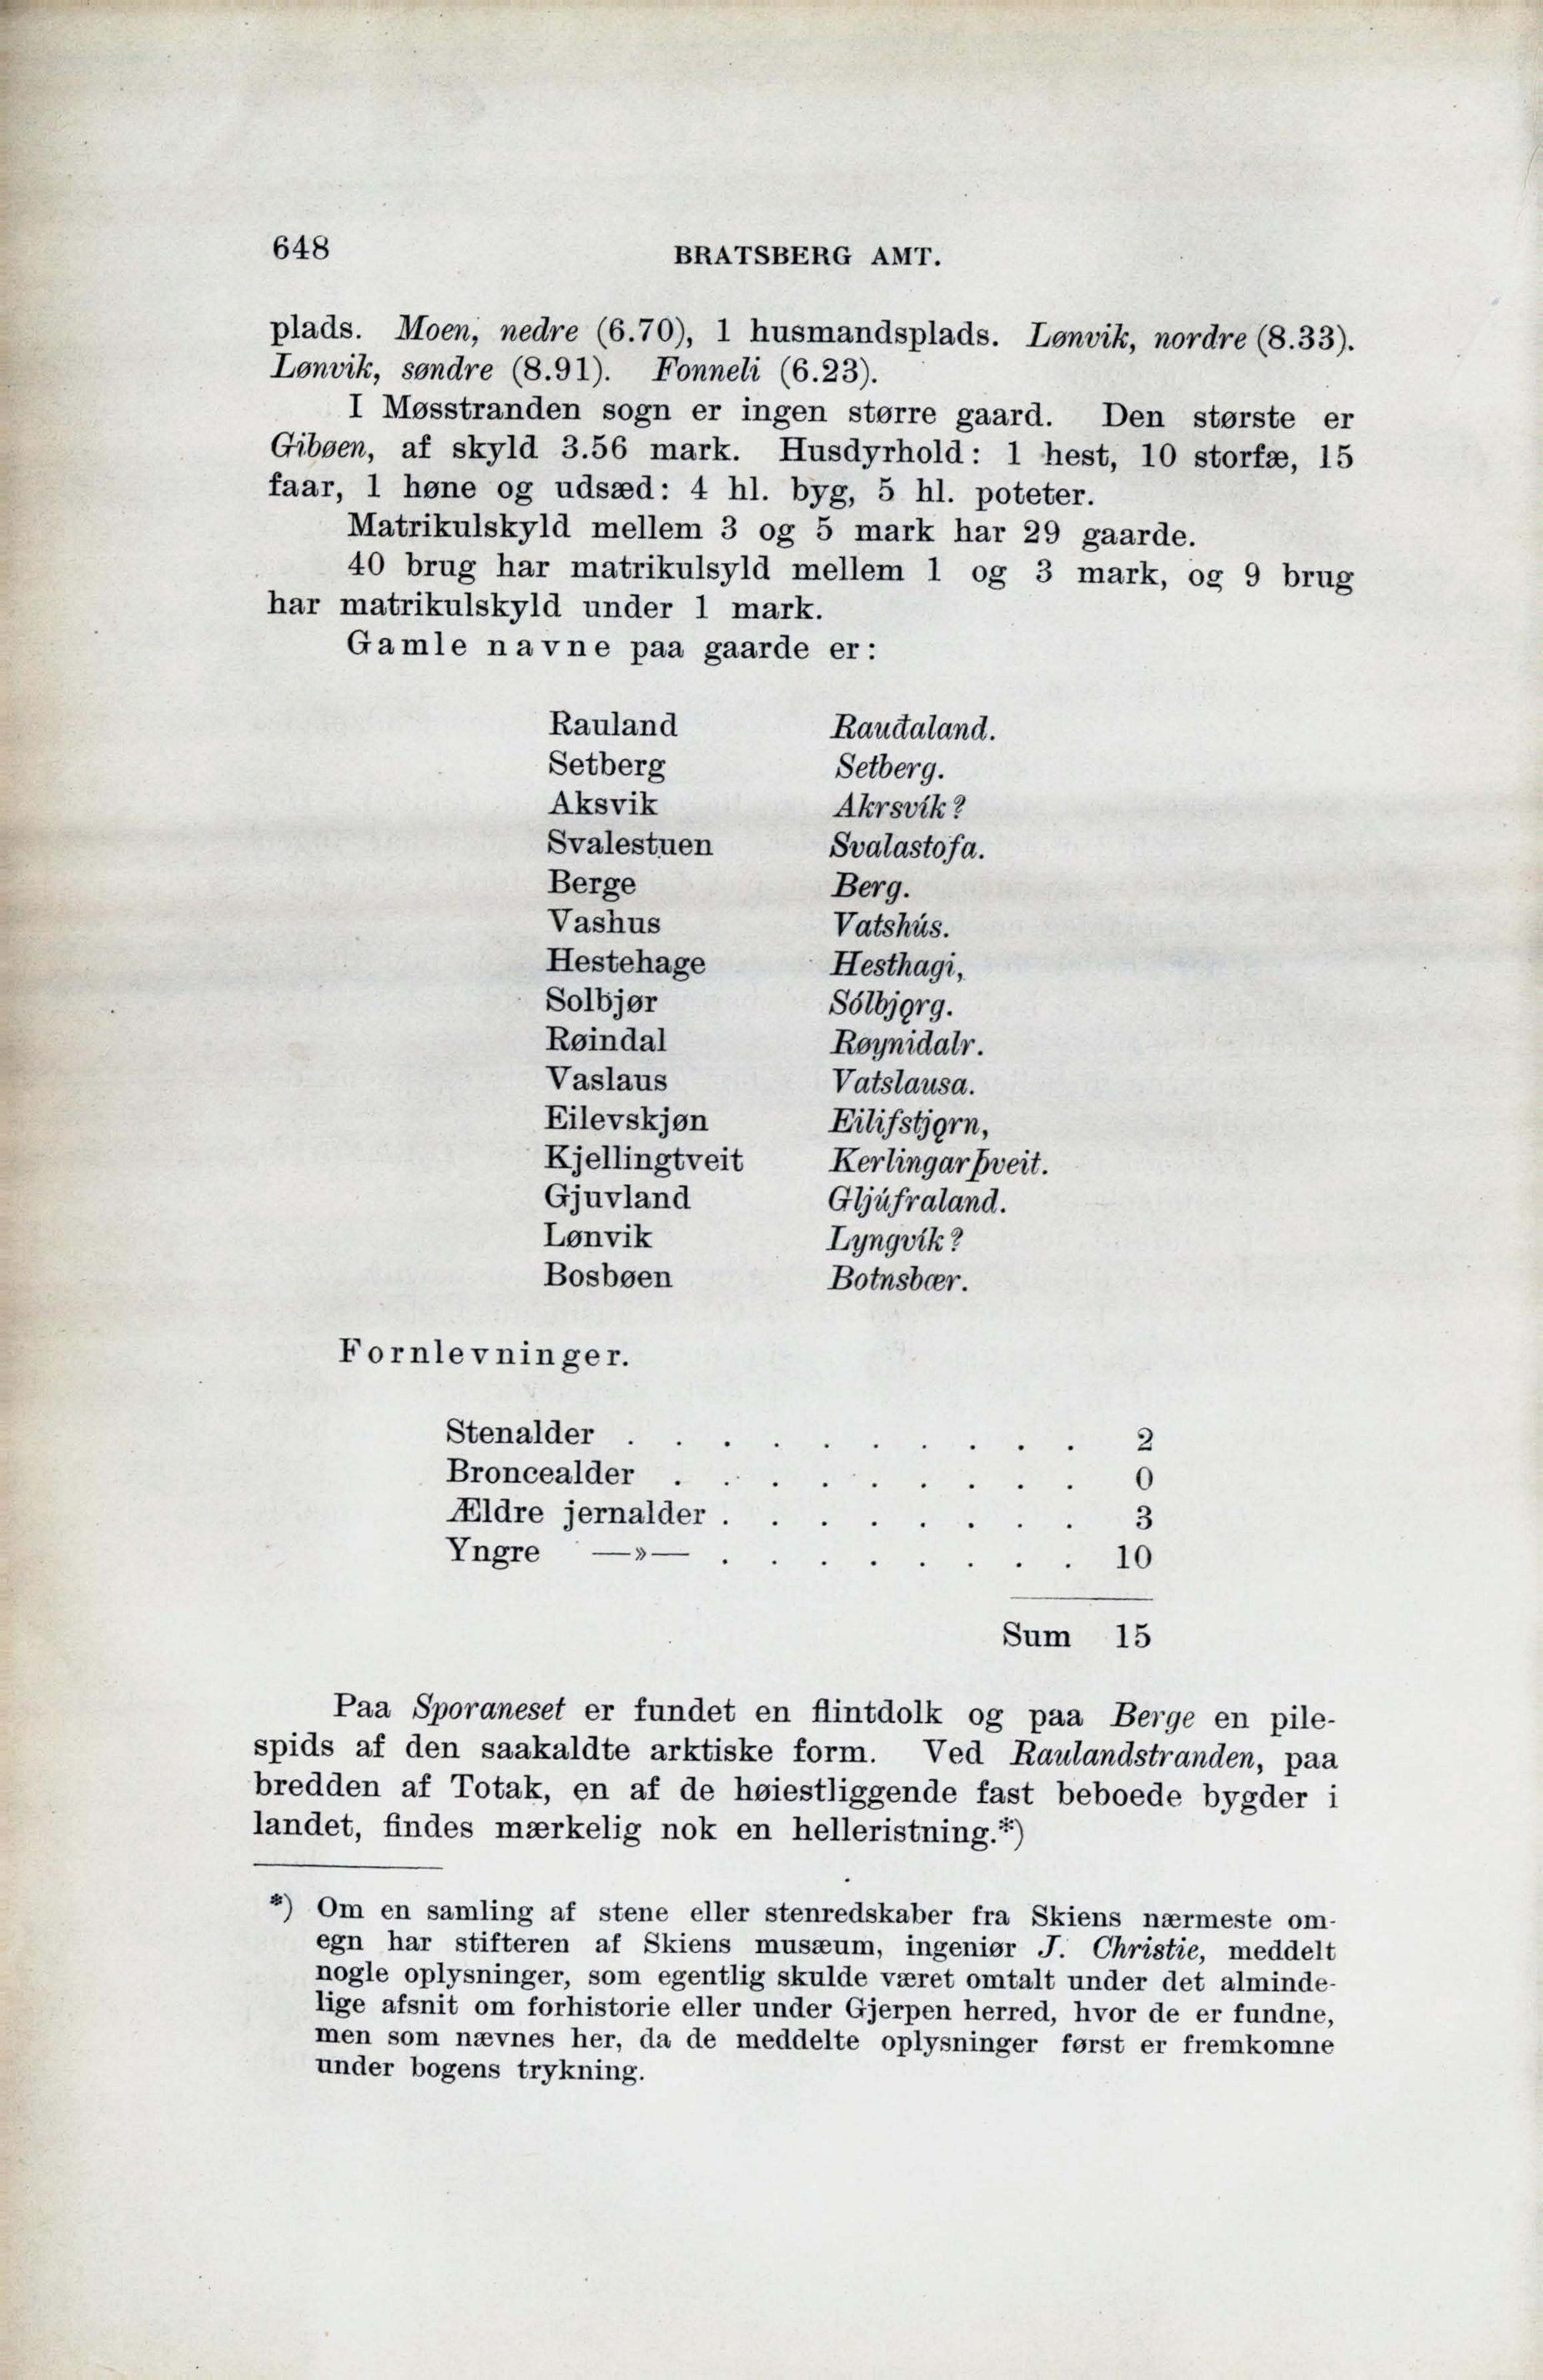 648 BRATSBERG AMT.
plads. Moen, nedre (6.70), 1 husmandsplads. Lønvik, nordre (8.33).
Lønvik, søndre (8.91). Fonneli (6.23).
I Møsstranden sogn er ingen større gaard. Den største er
Gibøen, af skyld 3.56 mark. Husdyrhold: 1 hest, 10 storfæ, 15
faar, 1 høne og udsæd: 4 hl. byg, 5 hl. poteter.
Matrikulskyld mellem 3 og 5 mark har 29 gaarde.
40 brug har matrikulsyld mellem 1 og 3 mark, og 9 brug
har matrikulskyld under 1 mark.
Gamle navne paa gaarde er:
Rauland Raudaland.
Setberg Setberg.
Aksvik Akrsvík?
Svalestuen Svalastofa.
Berge Berg.
Vashus Vatshús.
Hestehage Hesthagi,
Solbjør Sólbjǫrg.
Røindal Røynidalr.
Vaslaus Vatslausa.
Eilevskjøn Eilifstjǫrn,
Kjellingtveit Kerlingarþveit.
Gjuvland Gljúfraland.
Lønvik Lyngvík?
Bosbøen Botnsbær.
Fornlevninger.
Stenalder . . . . . . . . . . 2
Broncealder . . . . . . . . . 0
Ældre jernalder . . . . . . . . 3
Yngre —»— . . . . . . . . 10
Sum 15
Paa Sporaneset er fundet en flintdolk og paa Berge en pile-
spids af den saakaldte arktiske form. Ved Raulandstranden, paa
bredden af Totak, en af de høiestliggende fast beboede bygder i
landet, findes mærkelig nok en helleristning.*)
*) Om en samling af stene eller stenredskaber fra Skiens nærmeste om-
egn har stifteren af Skiens musæum, ingeniør J. Christie, meddelt
nogle oplysninger, som egentlig skulde været omtalt under det alminde-
lige afsnit om forhistorie eller under Gjerpen herred, hvor de er fundne,
men som nævnes her, da de meddelte oplysninger først er fremkomne
under bogens trykning.